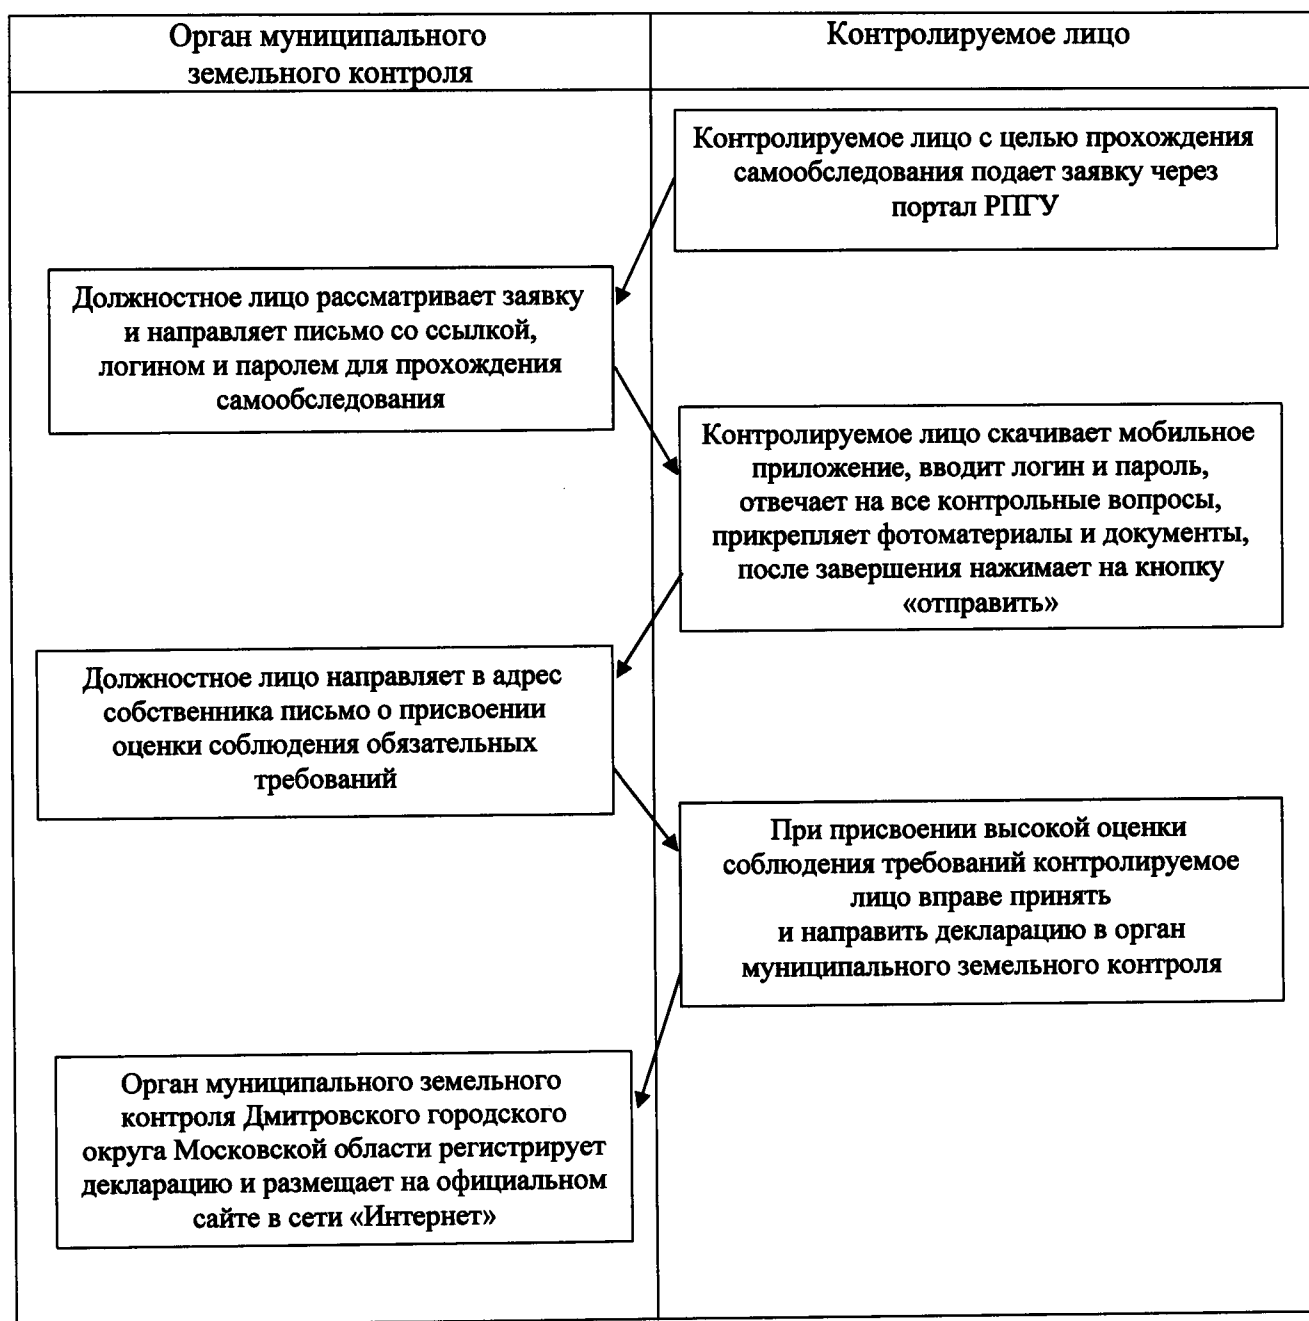 Орган муниципального
земельного контроля
Контролируемое лицо
Контролируемое лицо с целью прохождения
самообследования подает заявку через
портал РПГУ
Должностное лицо рассматривает заявку
и направляет письмо со ссылкой,
логином и паролем для прохождения
самообследования
Контролируемое лицо скачивает мобильное
приложение, вводит логин и пароль,
отвечает на все контрольные вопросы,
прикрепляет фотоматериалы и документы,
после завершения нажимает на кнопку
«отправить»
Должностное лицо направляет в адрес
собственника письмо о присвоении
оценки соблюдения обязательных
требований
При присвоении высокой оценки
соблюдения требований контролируемое
лицо вправе принять
и направить декларацию в орган
муниципального земельного контроля
Орган муниципального земельного
контроля Дмитровского городского
округа Московской области регистрирует
декларацию и размещает на официальном
сайте в сети «Интернет»